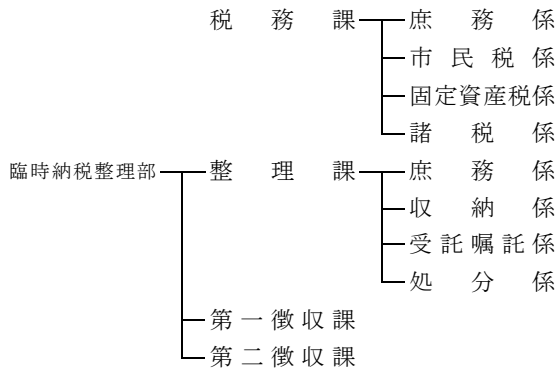 税務課 庶務係
市民税係
固定資産税係
諸税係
臨時納税整理部 整理課 庶務係
収納係
受託嘱託係
処分係
第一徴収課
第二徴収課